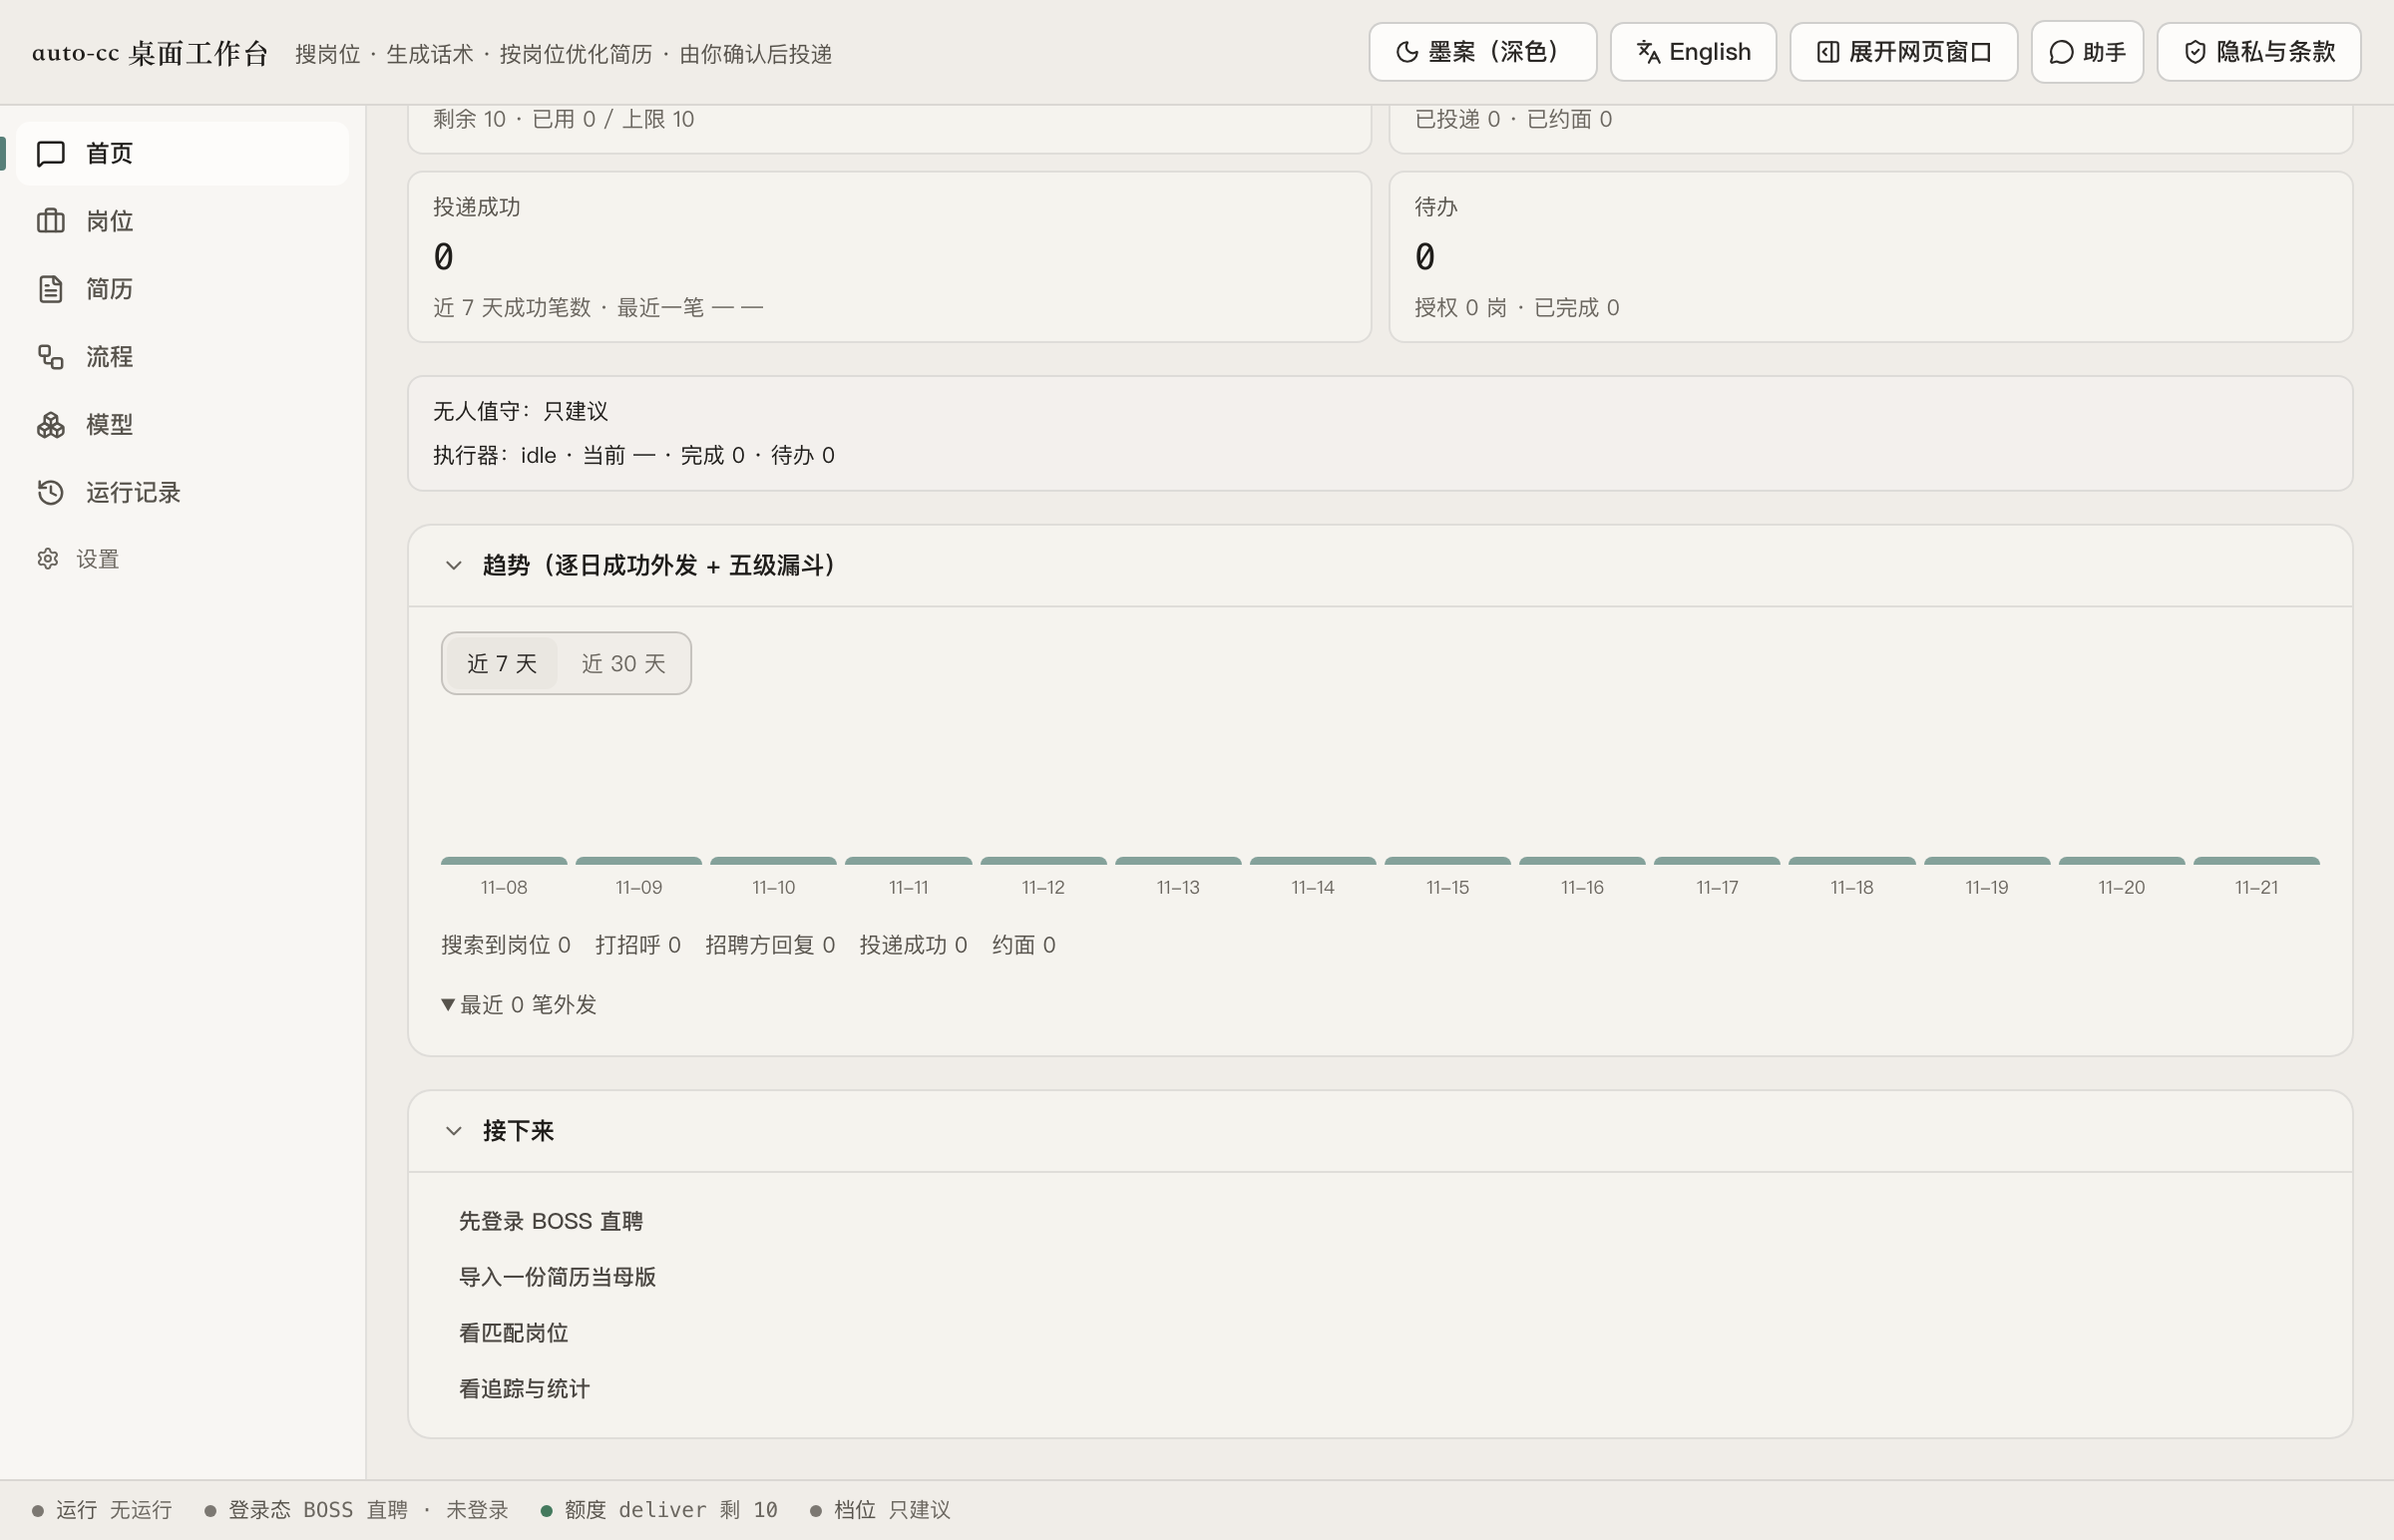 auto-cc 桌面工作台
搜岗位 · 生成话术 · 按岗位优化简历 · 由你确认后投递
墨案（深色）
English
展开网页窗口
助手
隐私与条款
首页
岗位
简历
流程
模型
运行记录
设置
剩余 10 · 已用 0 / 上限 10
已投递 0 · 已约面 0
投递成功
0
近 7 天成功笔数 · 最近一笔 — —
待办
0
授权 0 岗 · 已完成 0
无人值守：只建议
执行器：idle · 当前 — · 完成 0 · 待办 0
趋势（逐日成功外发 + 五级漏斗）
近 7 天
近 30 天
11-08
11-09
11-10
11-11
11-12
11-13
11-14
11-15
11-16
11-17
11-18
11-19
11-20
11-21
搜索到岗位 0 打招呼 0 招聘方回复 0 投递成功 0 约面 0
▼最近 0 笔外发
接下来
先登录 BOSS 直聘
导入一份简历当母版
看匹配岗位
看追踪与统计
运行 无运行
登录态 BOSS 直聘 · 未登录
额度 deliver 剩 10
档位 只建议